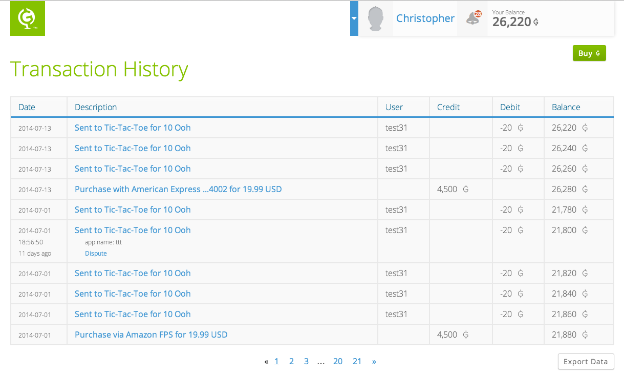 Christopher
Your Balance
26,220
Buy
Transaction History
Date Description User Credit Debit Balance
2014-07-13 Sent to Tic-Tac-Toe for 10 Ooh test31 -20 26,220
2014-07-13 Sent to Tic-Tac-Toe for 10 Ooh test31 -20 26,240
2014-07-13 Sent to Tic-Tac-Toe for 10 Ooh test31 -20 26,260
2014-07-13 Purchase with American Express ...4002 for 19.99 USD 4,500 26,280
2014-07-01 Sent to Tic-Tac-Toe for 10 Ooh test31 -20 21,780
2014-07-01 Sent to Tic-Tac-Toe for 10 Ooh test31 -20 21,800
18:56:50 app name: ttt
11 days ago Dispute
2014-07-01 Sent to Tic-Tac-Toe for 10 Ooh test31 -20 21,820
2014-07-01 Sent to Tic-Tac-Toe for 10 Ooh test31 -20 21,840
2014-07-01 Sent to Tic-Tac-Toe for 10 Ooh test31 -20 21,860
2014-07-01 Purchase via Amazon FPS for 19.99 USD 4,500 21,880
« 1 2 3 ... 20 21 »
Export Data